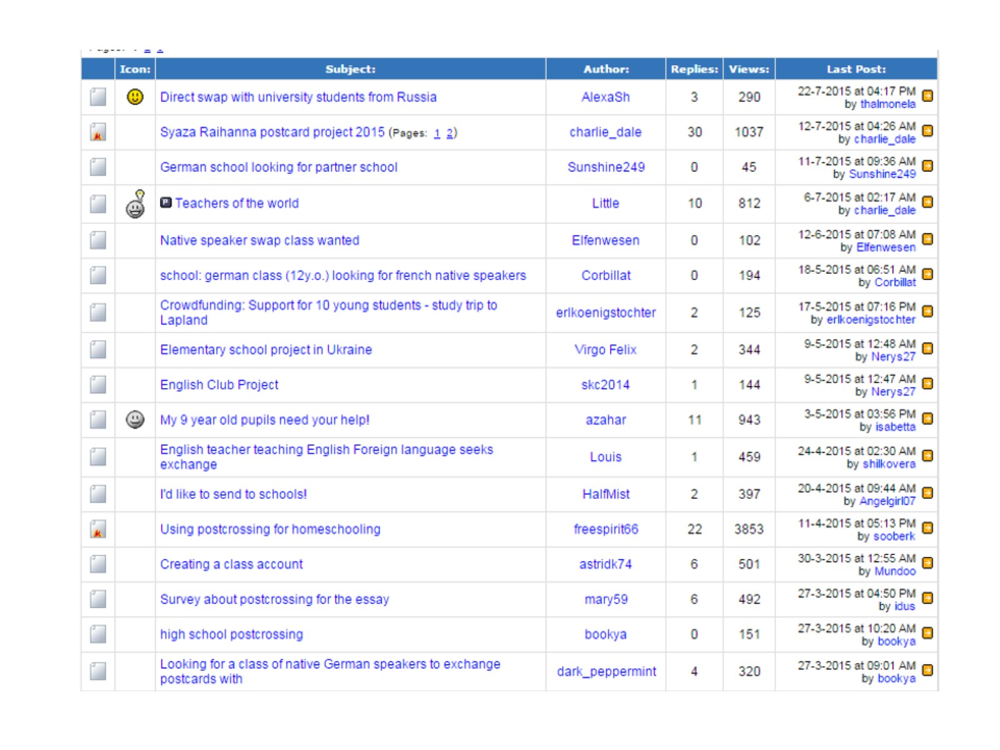 Icon: Subject: Author: Replies: Views: Last Post:
Direct swap with university students from Russia AlexaSh 3 290 22-7-2015 at 04:17 PM
by thalmonela
Syaza Raihanna postcard project 2015 (Pages: 1 2) charlie_dale 30 1037 12-7-2015 at 04:26 AM
by charlie_dale
German school looking for partner school Sunshine249 0 45 11-7-2015 at 09:36 AM
by Sunshine249
P Teachers of the world Little 10 812 6-7-2015 at 02:17 AM
by charlie_dale
Native speaker swap class wanted Elfenwesen 0 102 12-6-2015 at 07:08 AM
by Elfenwesen
school: german class (12y.o.) looking for french native speakers Corbillat 0 194 18-5-2015 at 06:51 AM
by Corbillat
Crowdfunding: Support for 10 young students - study trip to
Lapland erlkoenigstochter 2 125 17-5-2015 at 07:16 PM
by erlkoenigstochter
Elementary school project in Ukraine Virgo Felix 2 344 9-5-2015 at 12:48 AM
by Nerys27
English Club Project skc2014 1 144 9-5-2015 at 12:47 AM
by Nerys27
My 9 year old pupils need your help! azahar 11 943 3-5-2015 at 03:56 PM
by isabetta
English teacher teaching English Foreign language seeks
exchange Louis 1 459 24-4-2015 at 02:30 AM
by shilkovera
I'd like to send to schools! HalfMist 2 397 20-4-2015 at 09:44 AM
by Angelgirl07
Using postcrossing for homeschooling freespirit66 22 3853 11-4-2015 at 05:13 PM
by sooberk
Creating a class account astridk74 6 501 30-3-2015 at 12:55 AM
by Mundoo
Survey about postcrossing for the essay mary59 6 492 27-3-2015 at 04:50 PM
by idus
high school postcrossing bookya 0 151 27-3-2015 at 10:20 AM
by bookya
Looking for a class of native German speakers to exchange
postcards with dark_peppermint 4 320 27-3-2015 at 09:01 AM
by bookya